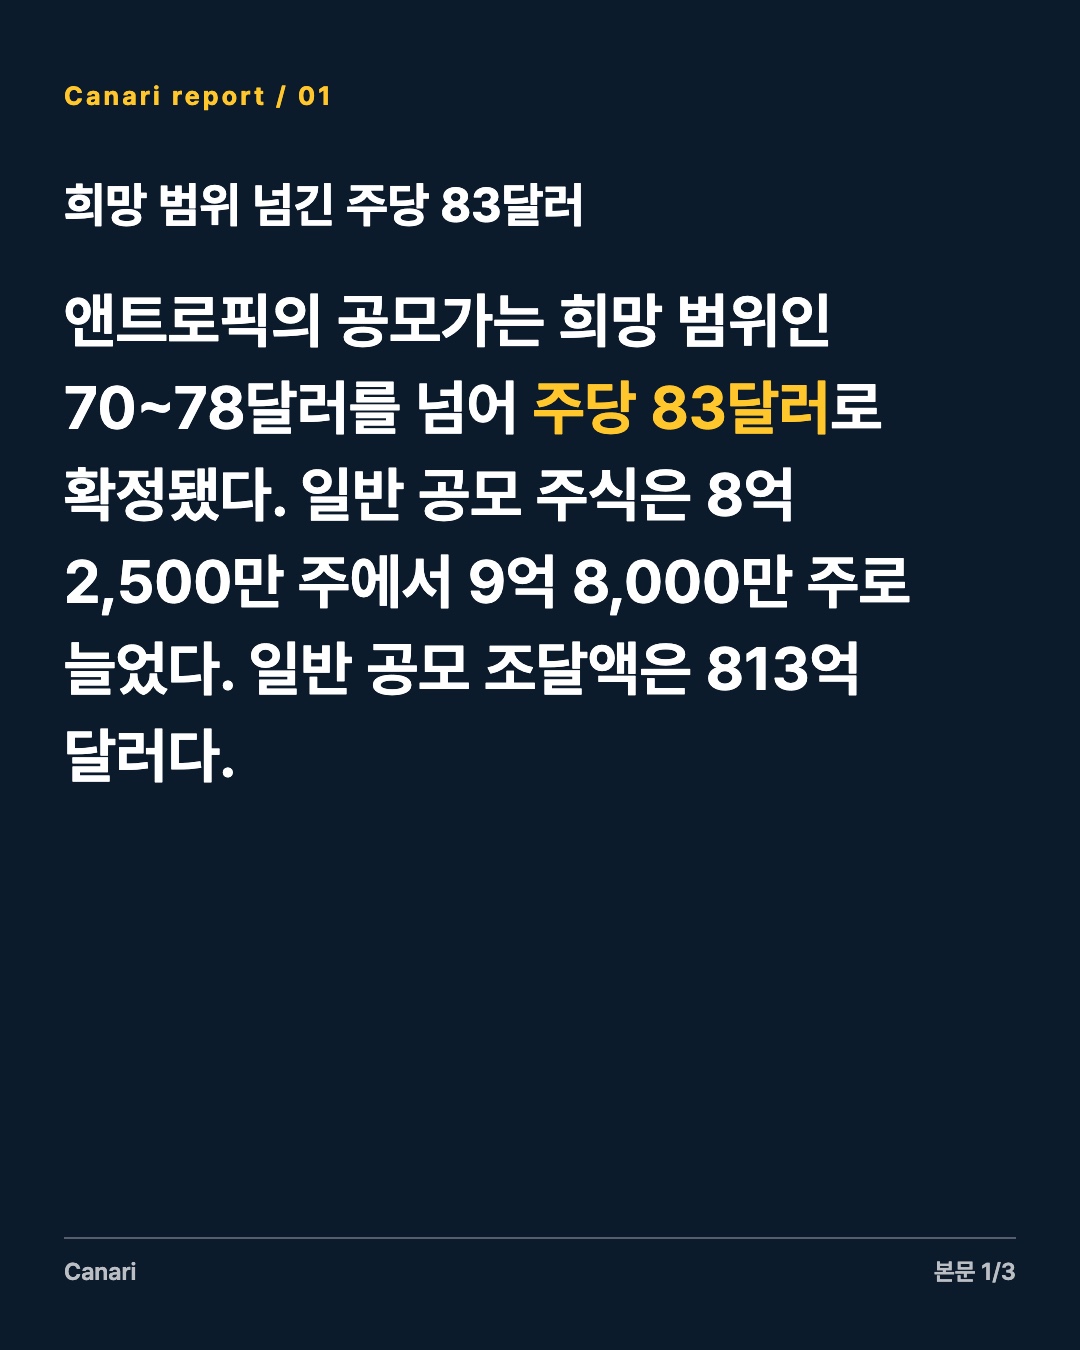 Canari report / 01
희망 범위 넘긴 주당 83달러
앤트로픽의 공모가는 희망 범위인
70~78달러를 넘어 주당 83달러로
확정됐다. 일반 공모 주식은 8억
2,500만 주에서 9억 8,000만 주로
늘었다. 일반 공모 조달액은 813억
달러다.
Canari
본문 1/3